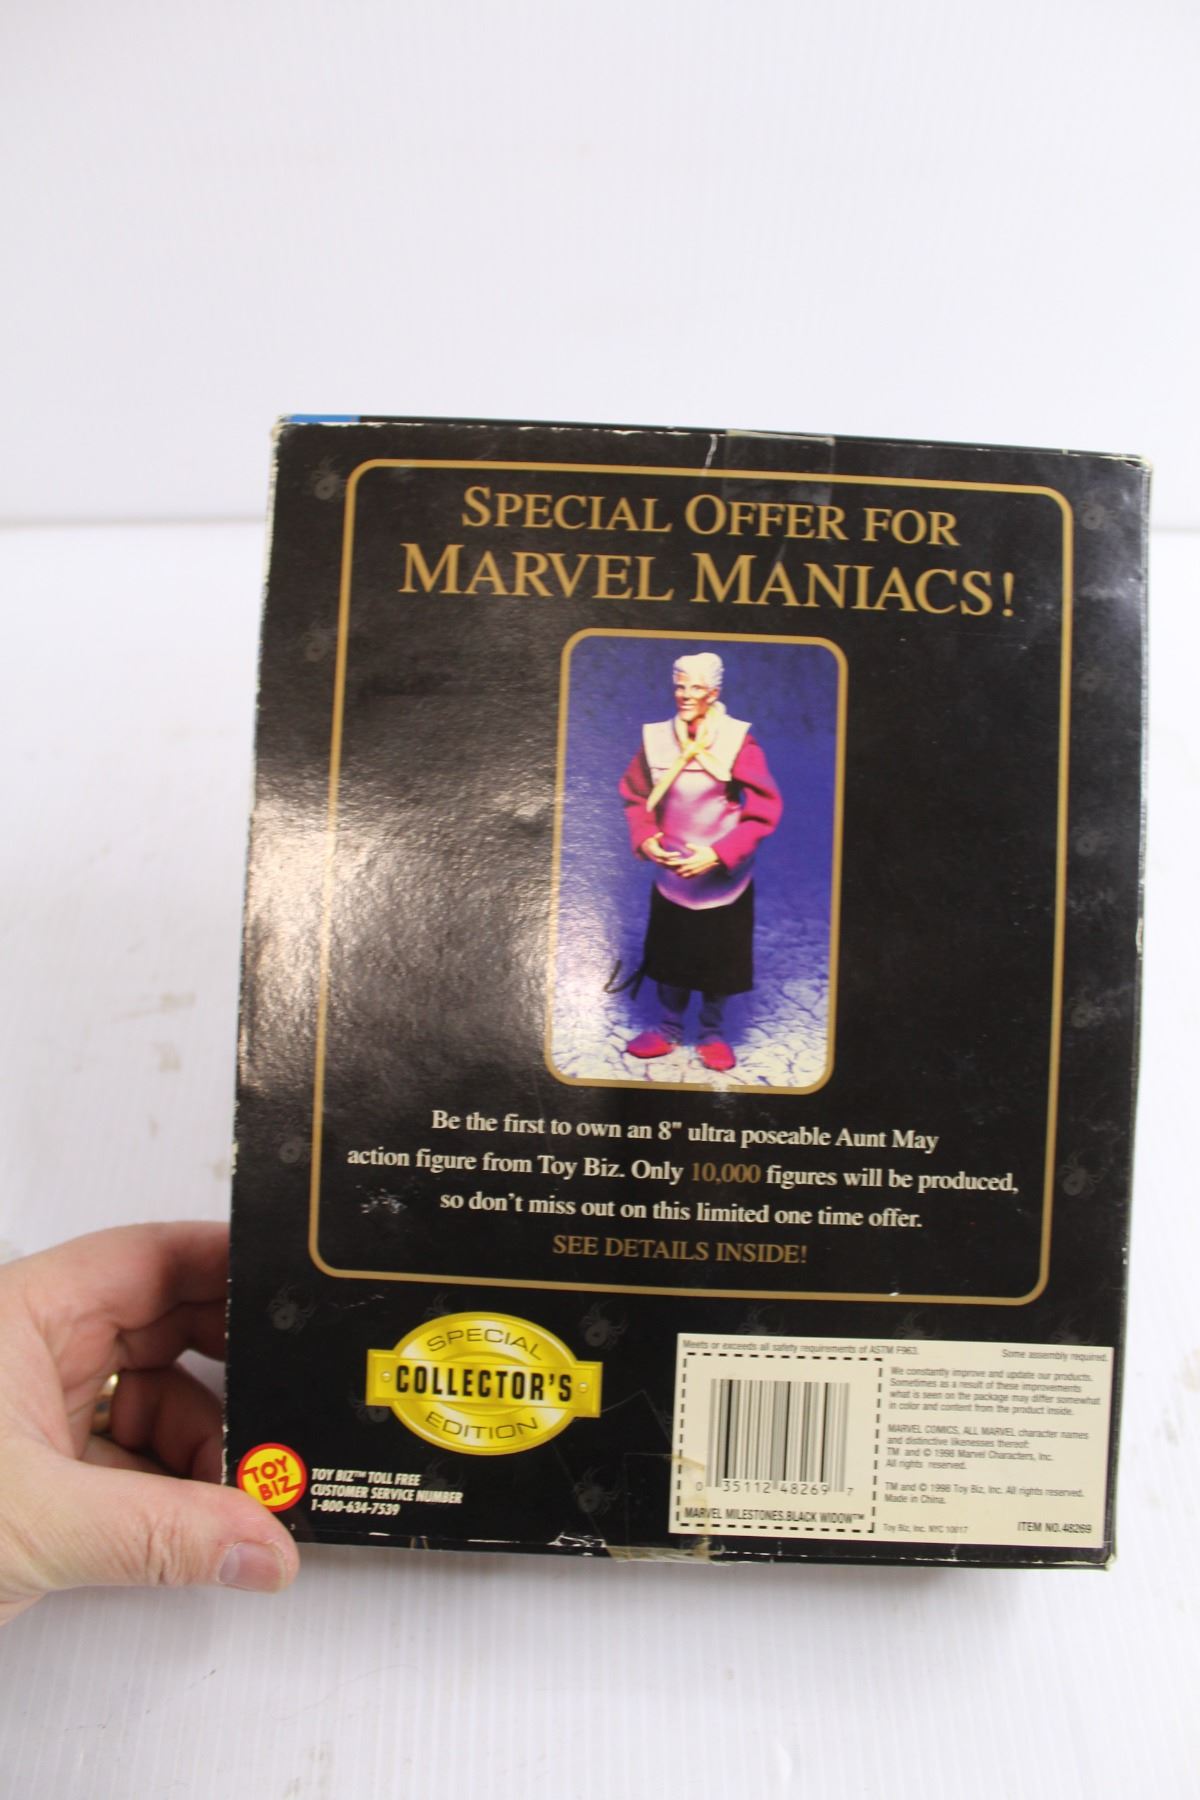 SPECIAL OFFER FOR
MARVEL MANIACS!
Be the first to own an 8" ultra poseable Aunt May
action figure from Toy Biz. Only 10,000 figures will be produced,
so don't miss out on this limited one time offer.
SEE DETAILS INSIDE!
SPECIAL
COLLECTOR'S
EDITION
TOY
BIZ
TOY BIZ™ TOLL FREE
CUSTOMER SERVICE NUMBER
1-800-634-7539
Meets or exceeds all safety requirements of ASTM F963.
Some assembly required.
0 35112 48269 7
MARVEL MILESTONES.BLACK WIDOW™
We constantly improve and update our products.
Sometimes as a result of these improvements
what is seen on the package may differ somewhat
in color and content from the product inside.
MARVEL COMICS, ALL MARVEL character names
and distinctive likenesses thereof:
TM and © 1998 Marvel Characters, Inc.
All rights reserved.
TM and © 1998 Toy Biz, Inc. All rights reserved.
Made in China.
Toy Biz, Inc. NYC 10017
ITEM NO. 48269